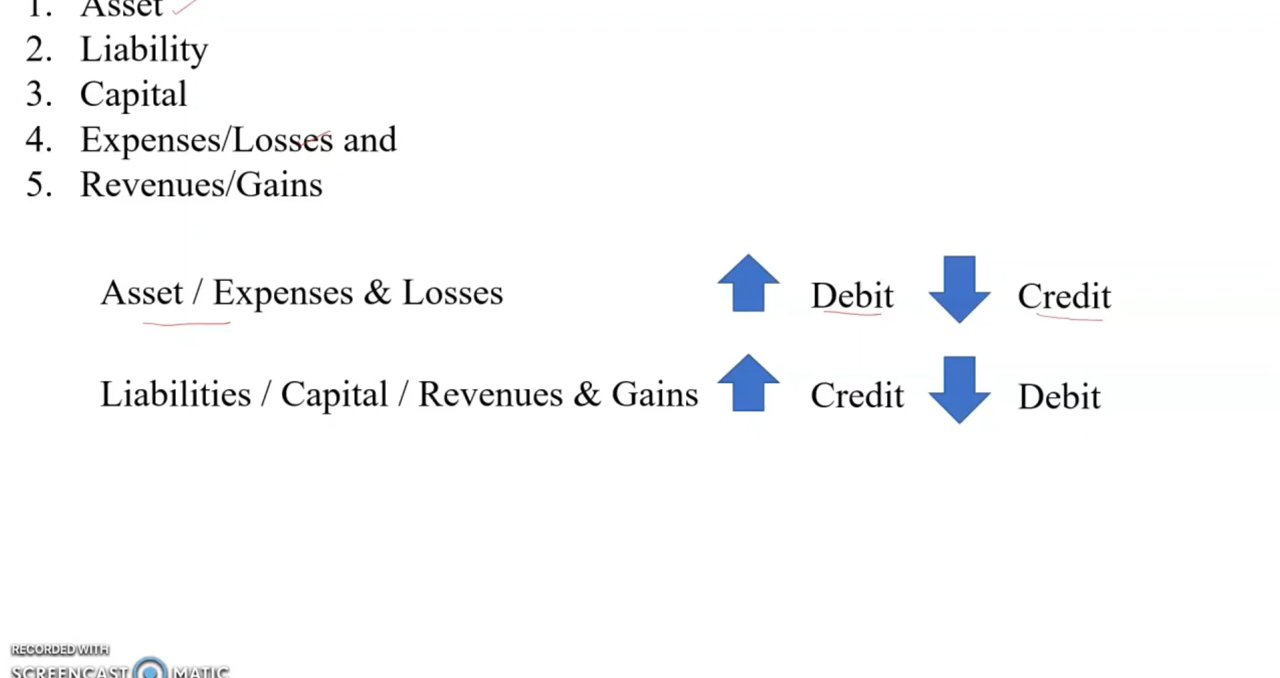 1. Asset
2. Liability
3. Capital
4. Expenses/Losses and
5. Revenues/Gains
Asset / Expenses & Losses Debit Credit
Liabilities / Capital / Revenues & Gains Credit Debit
RECORDED WITH
SCREENCAST MATIC